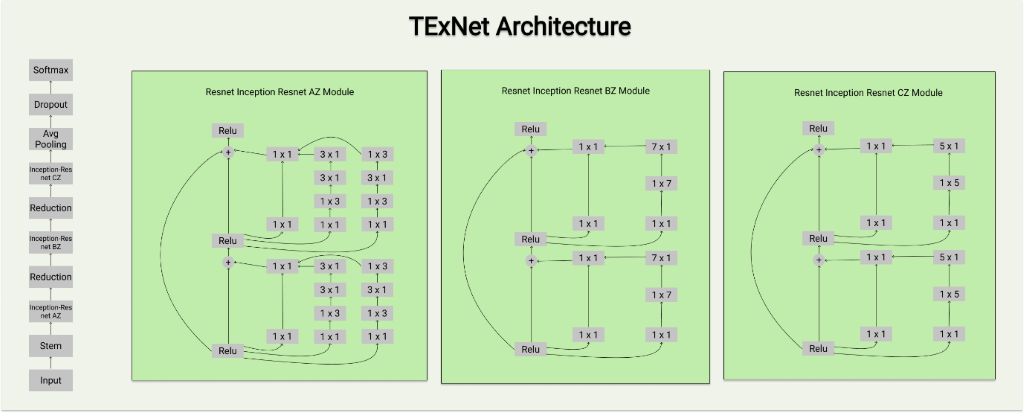 TExNet Architecture
Softmax
Dropout
Avg
Pooling
Inception-Res
net CZ
Reduction
Inception-Res
net BZ
Reduction
Inception-Res
net AZ
Stem
Input
Resnet Inception Resnet AZ Module
Relu
+
1 x 1 3 x 1 1 x 3
3 x 1 3 x 1
1 x 3 1 x 3
1 x 1 1 x 1 1 x 1
Relu
+
1 x 1 3 x 1 1 x 3
3 x 1 3 x 1
1 x 3 1 x 3
1 x 1 1 x 1 1 x 1
Relu
Resnet Inception Resnet BZ Module
Relu
+
1 x 1 7 x 1
1 x 7
1 x 1 1 x 1
Relu
+
1 x 1 7 x 1
1 x 7
1 x 1 1 x 1
Relu
Resnet Inception Resnet CZ Module
Relu
+
1 x 1 5 x 1
1 x 5
1 x 1 1 x 1
Relu
+
1 x 1 5 x 1
1 x 5
1 x 1 1 x 1
Relu